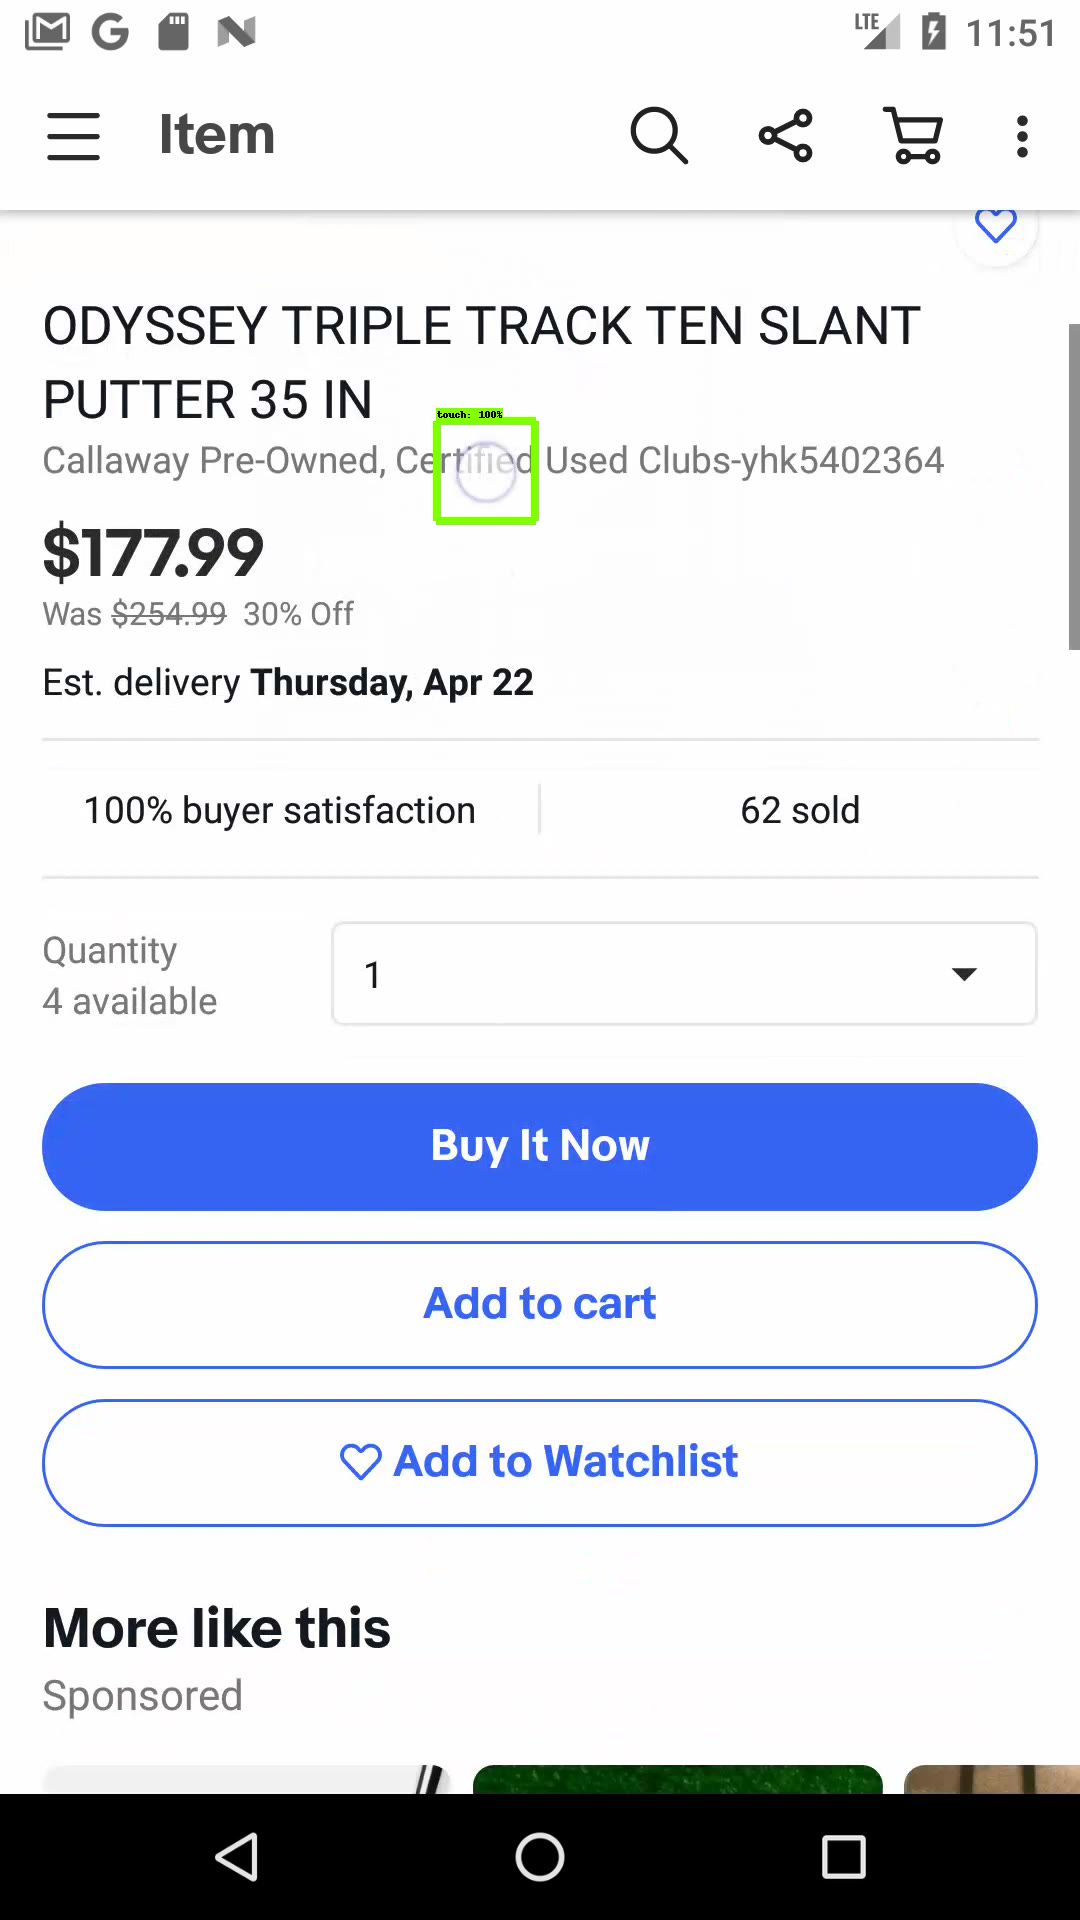 LTE 11:51
Item
ODYSSEY TRIPLE TRACK TEN SLANT
PUTTER 35 IN
touch: 100%
Callaway Pre-Owned, Certified Used Clubs-yhk5402364
$177.99
Was $254.99 30% Off
Est. delivery Thursday, Apr 22
100% buyer satisfaction
62 sold
Quantity
4 available
1
Buy It Now
Add to cart
Add to Watchlist
More like this
Sponsored